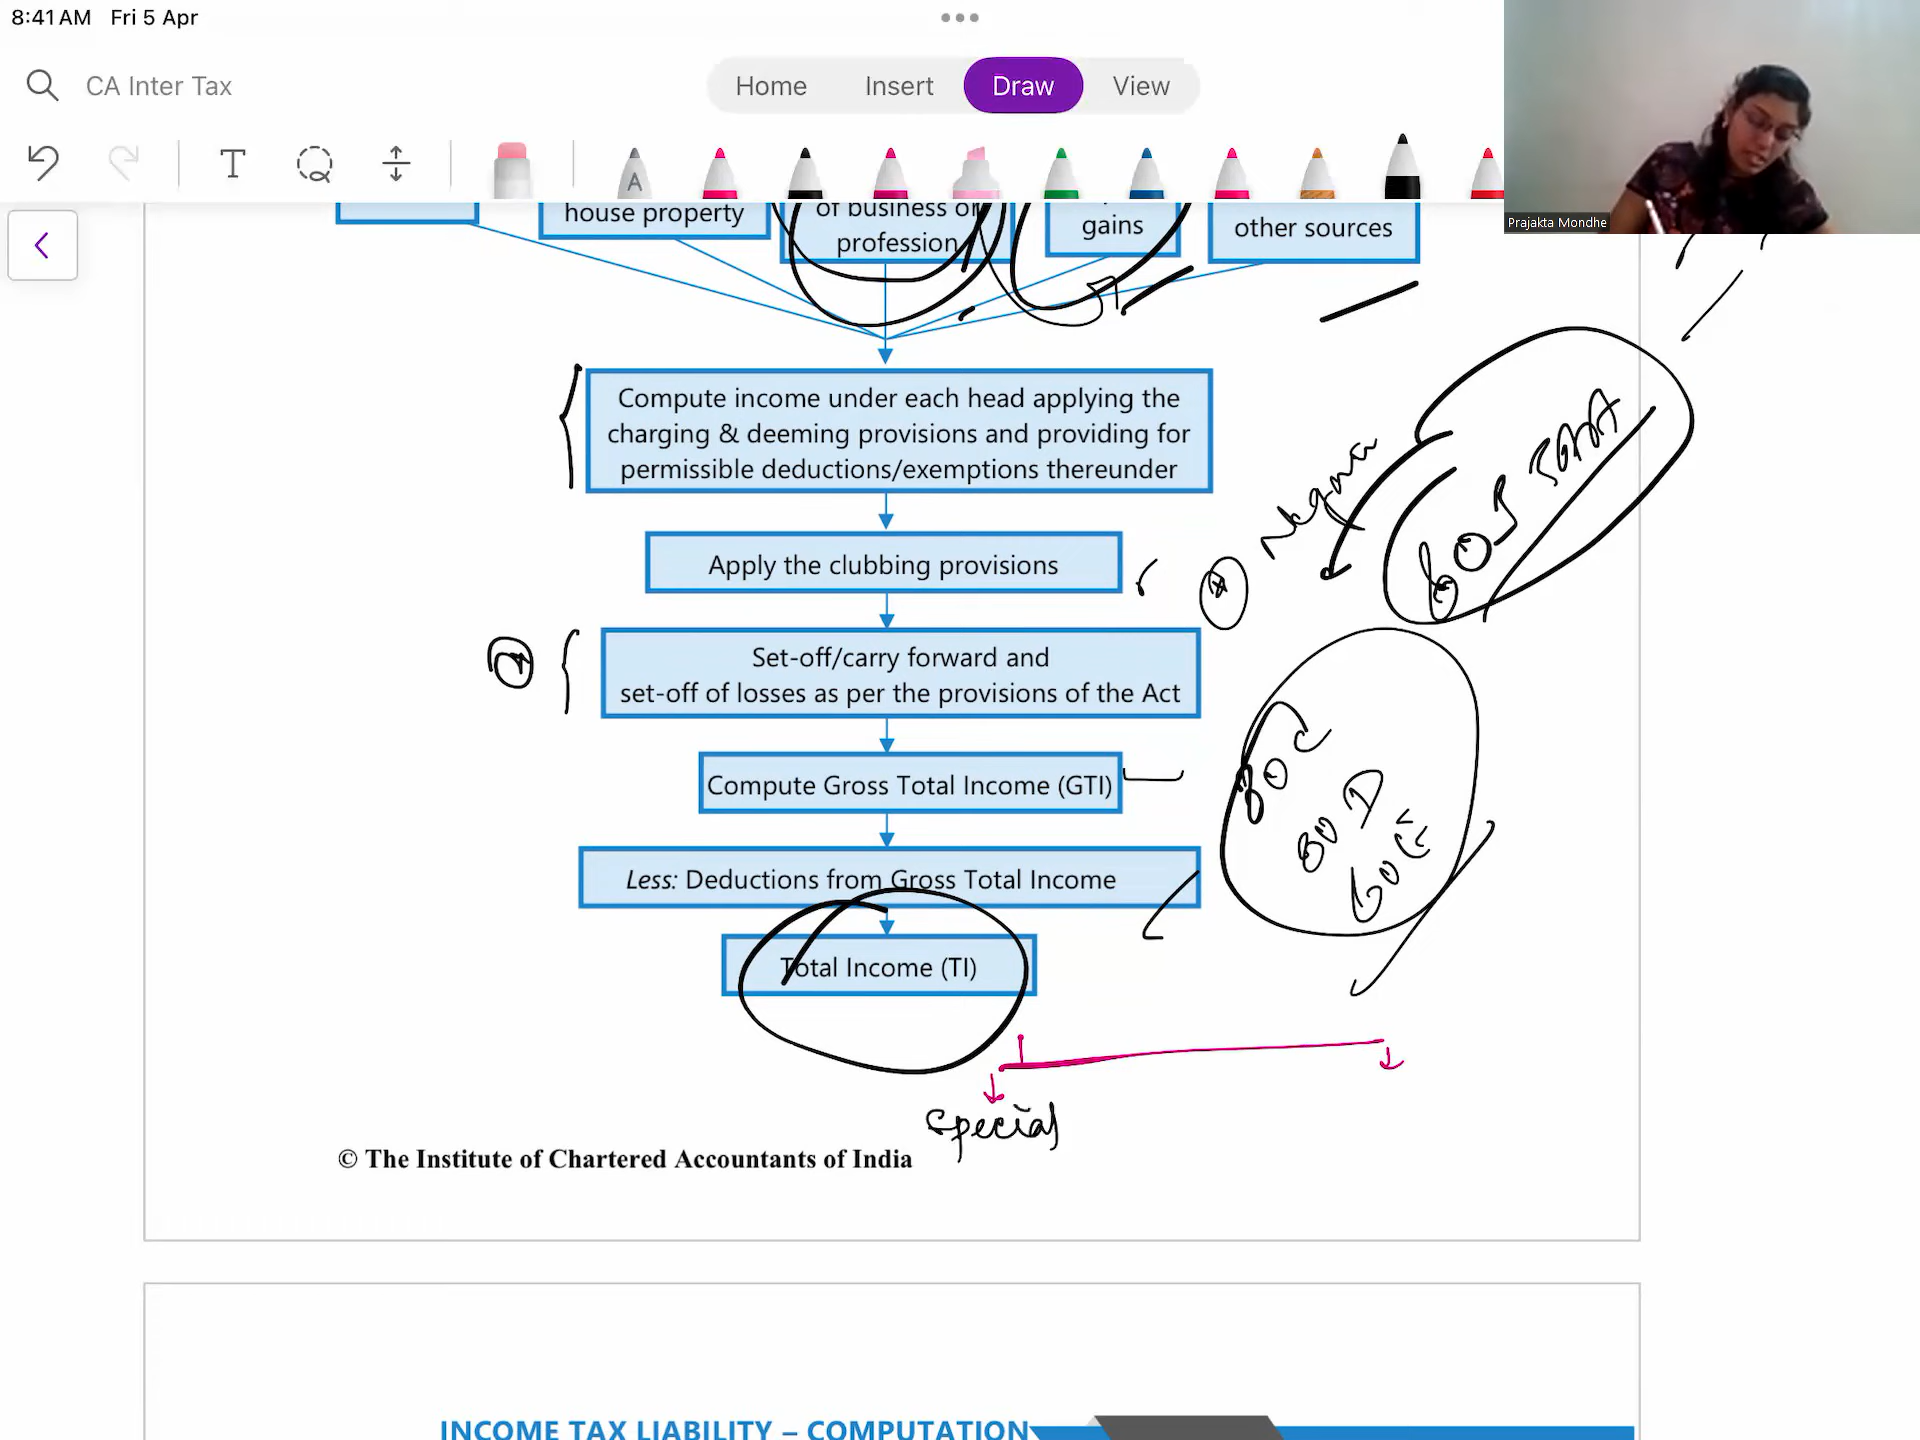 8:41 AM Fri 5 Apr
CA Inter Tax
Home Insert Draw View
A
Prajakta Mondhe
house property
of business or
profession
gains
other sources
Compute income under each head applying the
charging & deeming provisions and providing for
permissible deductions/exemptions thereunder
Apply the clubbing provisions
Set-off/carry forward and
set-off of losses as per the provisions of the Act
80C
80D
Compute Gross Total Income (GTI)
Less: Deductions from Gross Total Income
Total Income (TI)
Special
© The Institute of Chartered Accountants of India
INCOME TAX LIABILITY – COMPUTATION